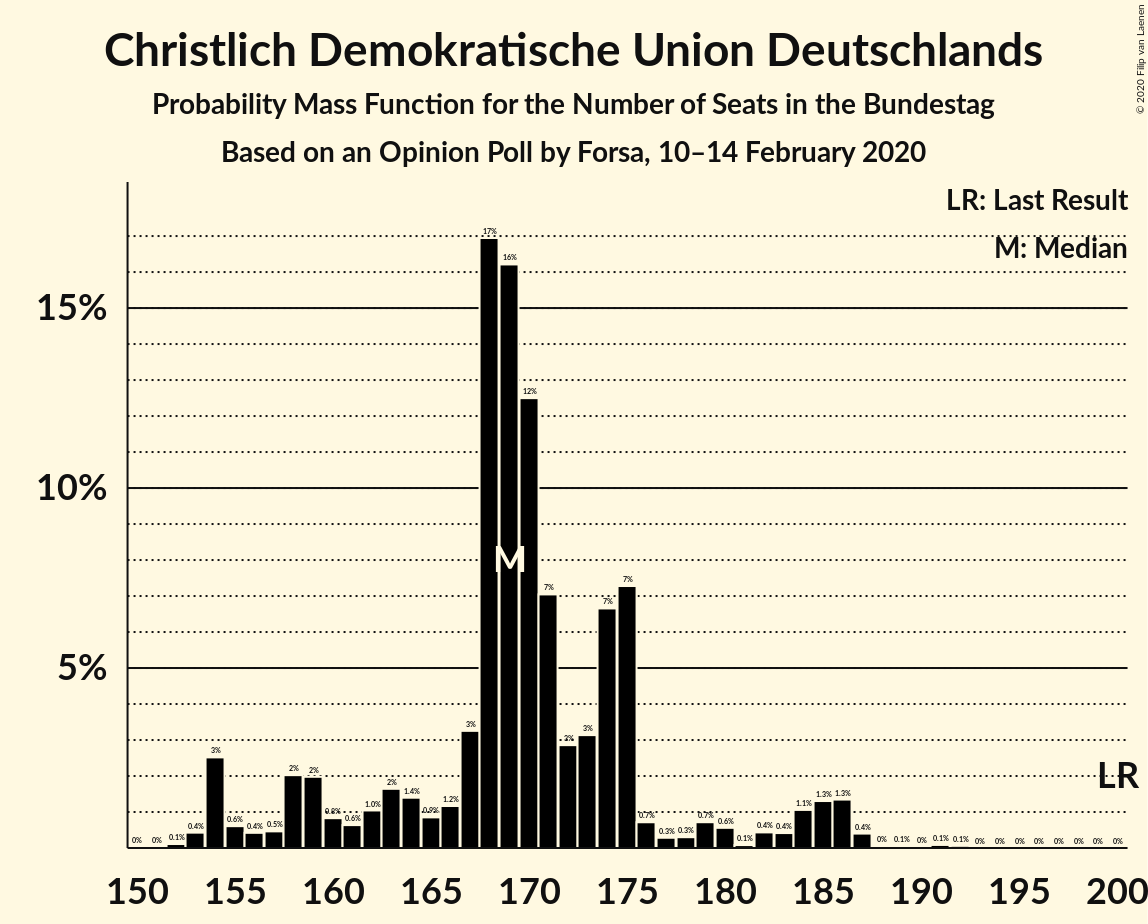 Christlich Demokratische Union Deutschlands
Probability Mass Function for the Number of Seats in the Bundestag
Based on an Opinion Poll by Forsa, 10–14 February 2020
© 2020 Filip van Laenen
LR: Last Result
M: Median
15%
10%
5%
0% 0% 0.1% 0.4% 3% 0.6% 0.4% 0.5% 2% 2% 0.8% 0.6% 1.0% 2% 1.4% 0.9% 1.2% 3% 17% 16% 12% 7% 3% 3% 7% 7% 0.7% 0.3% 0.3% 0.7% 0.6% 0.1% 0.4% 0.4% 1.1% 1.3% 1.3% 0.4% 0% 0.1% 0% 0.1% 0.1% 0% 0% 0% 0% 0% 0% 0% 0%
M
LR
150 155 160 165 170 175 180 185 190 195 200